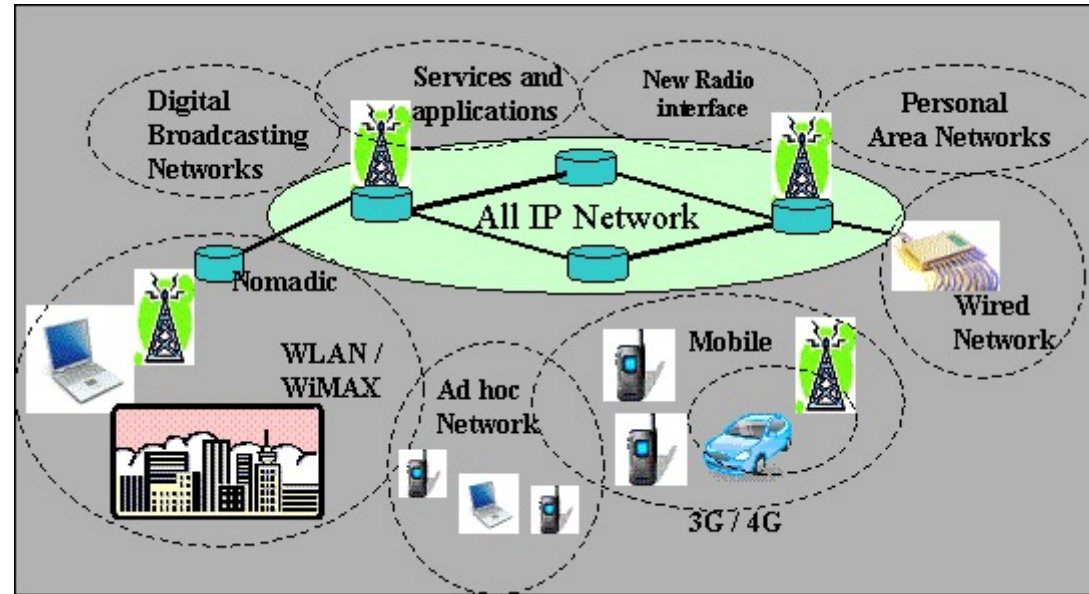 Digital
Broadcasting
Networks
Services and
applications
New Radio
interface
Personal
Area Networks
All IP Network
Nomadic
WLAN /
WiMAX
Ad hoc
Network
Mobile
3G / 4G
Wired
Network